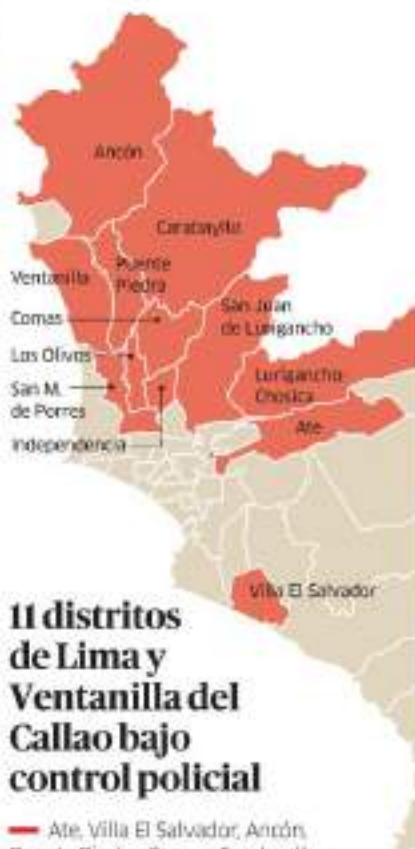 Ancón
Carabayllo
Ventanilla
Puente
Piedra
Comas
San Juan
de Lurigancho
Los Olivos
Lurigancho-
Chosica
San M.
de Porres
Ate
Independencia
Villa El Salvador
11 distritos
de Lima y
Ventanilla del
Callao bajo
control policial
Ate, Villa El Salvador, Ancón,